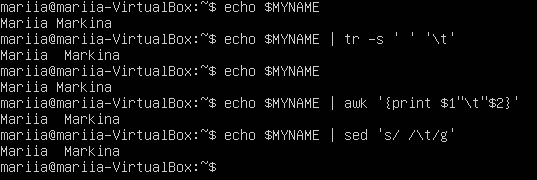 mariia@mariia-VirtualBox:~$ echo $MYNAME
Mariia Markina
mariia@mariia-VirtualBox:~$ echo $MYNAME | tr -s ' ' '\t'
Mariia  Markina
mariia@mariia-VirtualBox:~$ echo $MYNAME
Mariia Markina
mariia@mariia-VirtualBox:~$ echo $MYNAME | awk '{print $1"\t"$2}'
Mariia  Markina
mariia@mariia-VirtualBox:~$ echo $MYNAME | sed 's/ /\t/g'
Mariia  Markina
mariia@mariia-VirtualBox:~$